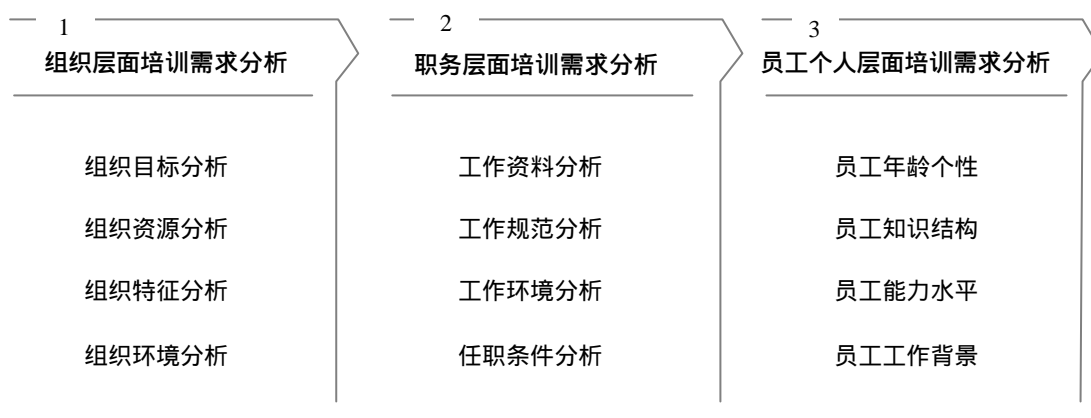 1
组织层面培训需求分析
组织目标分析
组织资源分析
组织特征分析
组织环境分析
2
职务层面培训需求分析
工作资料分析
工作规范分析
工作环境分析
任职条件分析
3
员工个人层面培训需求分析
员工年龄个性
员工知识结构
员工能力水平
员工工作背景